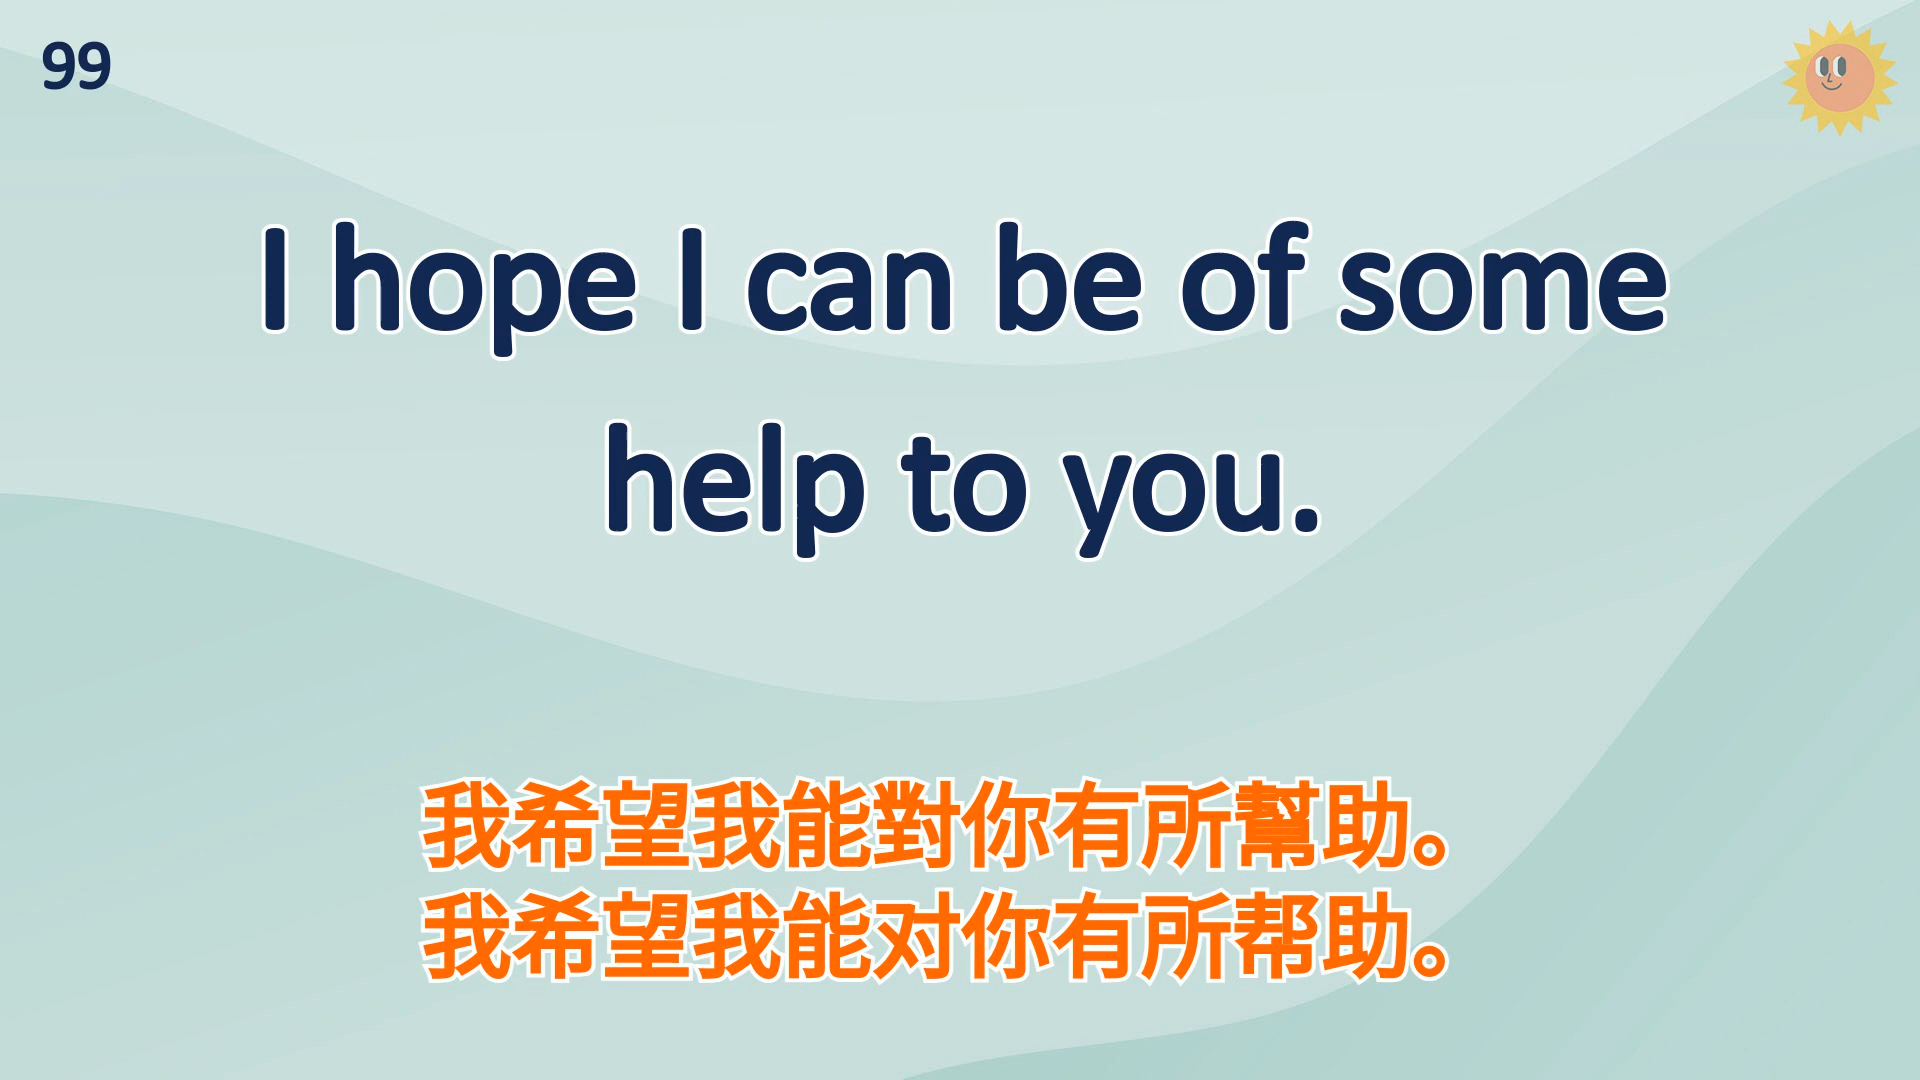 99
I hope I can be of some
help to you.
我希望我能對你有所幫助。
我希望我能对你有所帮助。